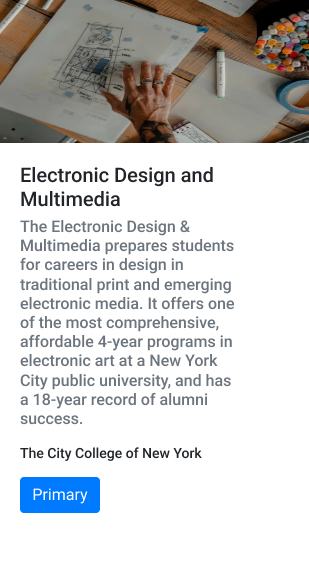 Electronic Design and
Multimedia
The Electronic Design &
Multimedia prepares students
for careers in design in
traditional print and emerging
electronic media. It offers one
of the most comprehensive,
affordable 4-year programs in
electronic art at a New York
City public university, and has
a 18-year record of alumni
success.
The City College of New York
Primary